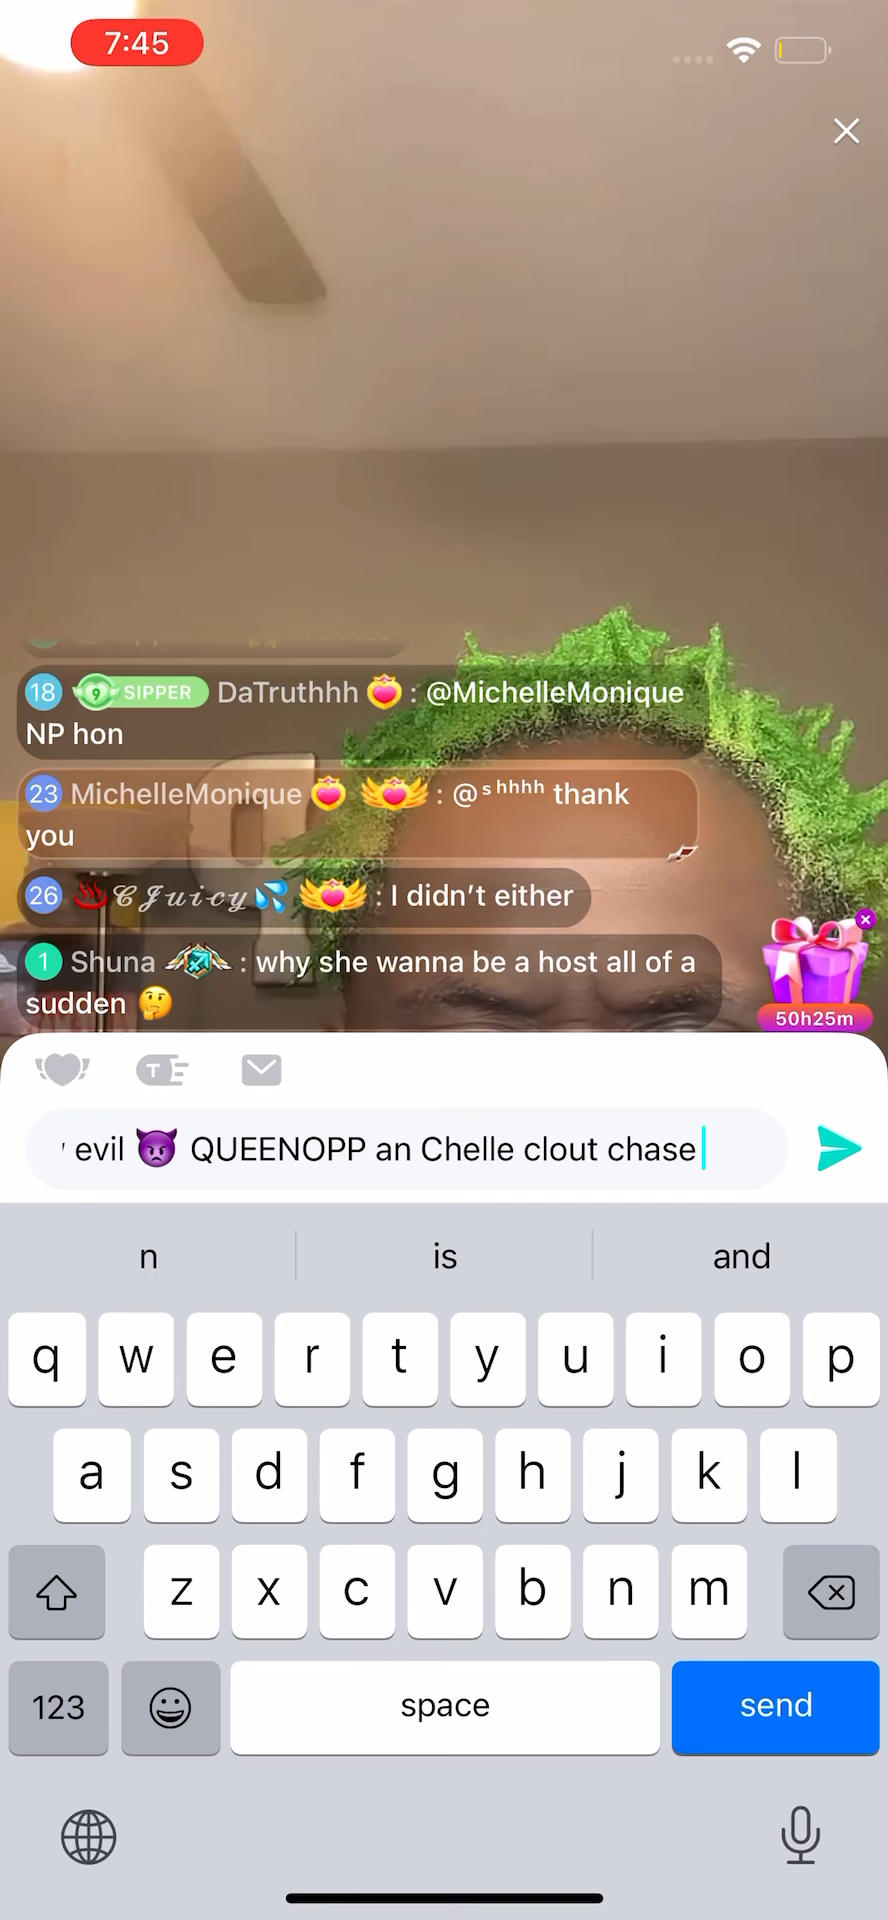 7:45
18 9 SIPPER DaTruthhh : @MichelleMonique
NP hon
23 MichelleMonique : @ˢʰʰʰʰ thank
you
26 ♨️𝒞𝒥𝓊𝒾𝒸𝓎💦 : I didn’t either
1 Shuna : why she wanna be a host all of a
sudden 🤔
50h25m
evil 👿 QUEENOPP an Chelle clout chase
n is and
q w e r t y u i o p
a s d f g h j k l
z x c v b n m
123 space send